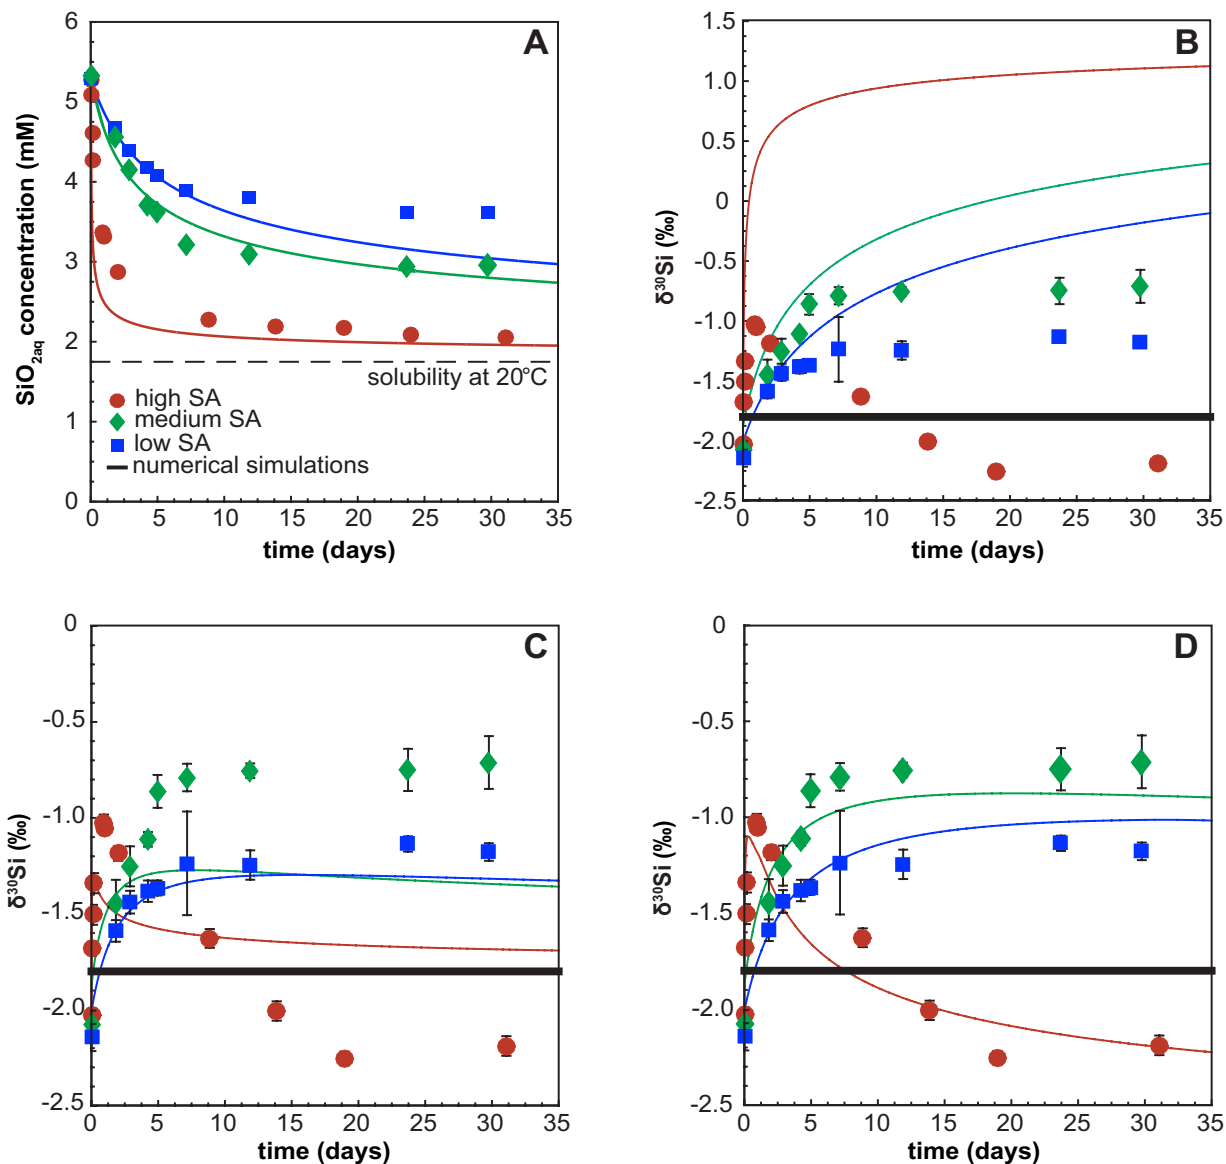 A
SiO2aq concentration (mM)
6
5
4
3
2
1
0
solubility at 20°C
high SA
medium SA
low SA
numerical simulations
0 5 10 15 20 25 30 35
time (days)
B
δ30Si (‰)
1.5
1.0
0.5
0
-0.5
-1.0
-1.5
-2.0
-2.5
0 5 10 15 20 25 30 35
time (days)
C
δ30Si (‰)
0
-0.5
-1.0
-1.5
-2.0
-2.5
0 5 10 15 20 25 30 35
time (days)
D
δ30Si (‰)
0
-0.5
-1.0
-1.5
-2.0
-2.5
0 5 10 15 20 25 30 35
time (days)